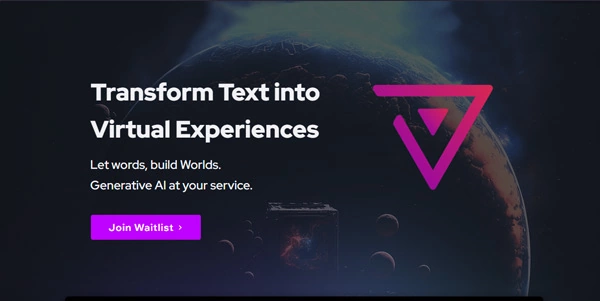 Transform Text into
Virtual Experiences
Let words, build Worlds.
Generative AI at your service.
Join Waitlist >